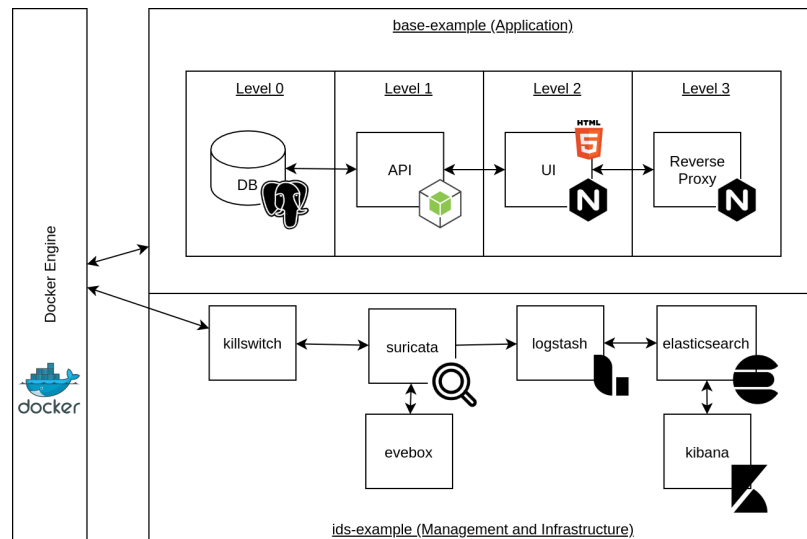 base-example (Application)
Level 0
Level 1
Level 2
Level 3
HTML
5
DB
API
UI
Reverse
Proxy
N
N
Docker Engine
docker
killswitch
suricata
logstash
elasticsearch
evebox
kibana
ids-example (Management and Infrastructure)